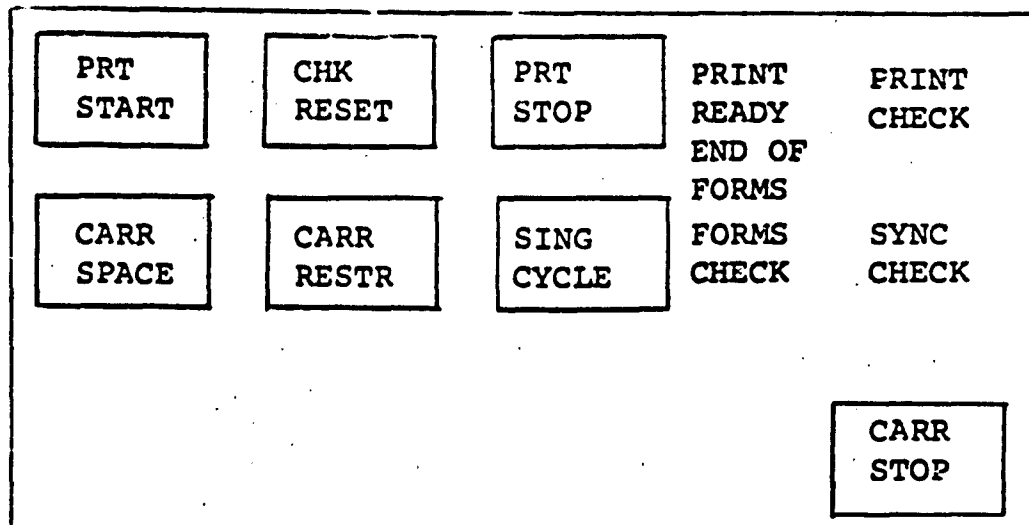 PRT
START
CHK
RESET
PRT
STOP
PRINT
READY
END OF
FORMS
PRINT
CHECK
CARR
SPACE
CARR
RESTR
SING
CYCLE
FORMS
CHECK
SYNC
CHECK
CARR
STOP